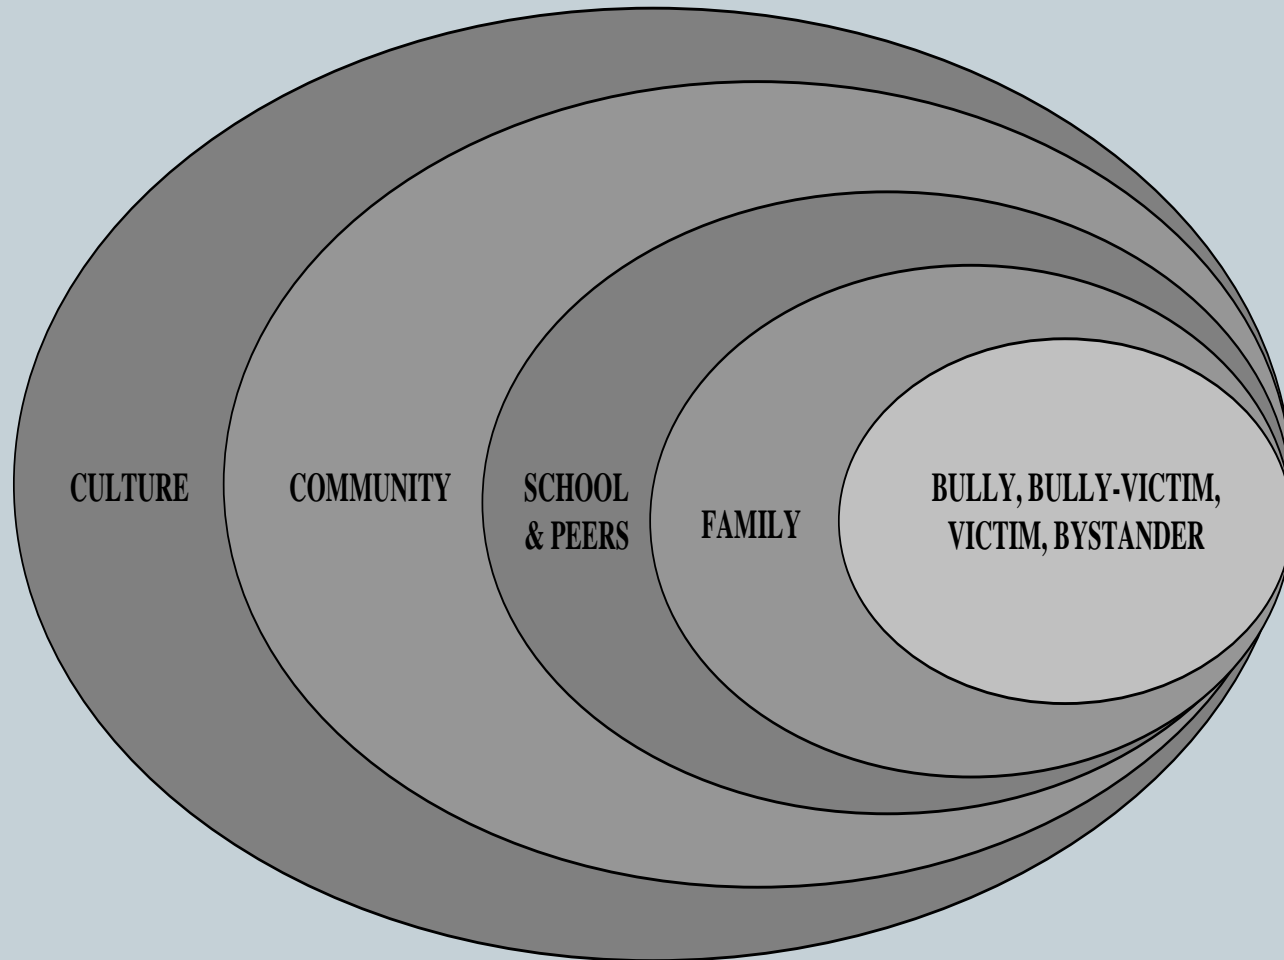 CULTURE
COMMUNITY
SCHOOL
& PEERS
FAMILY
BULLY, BULLY-VICTIM,
VICTIM, BYSTANDER